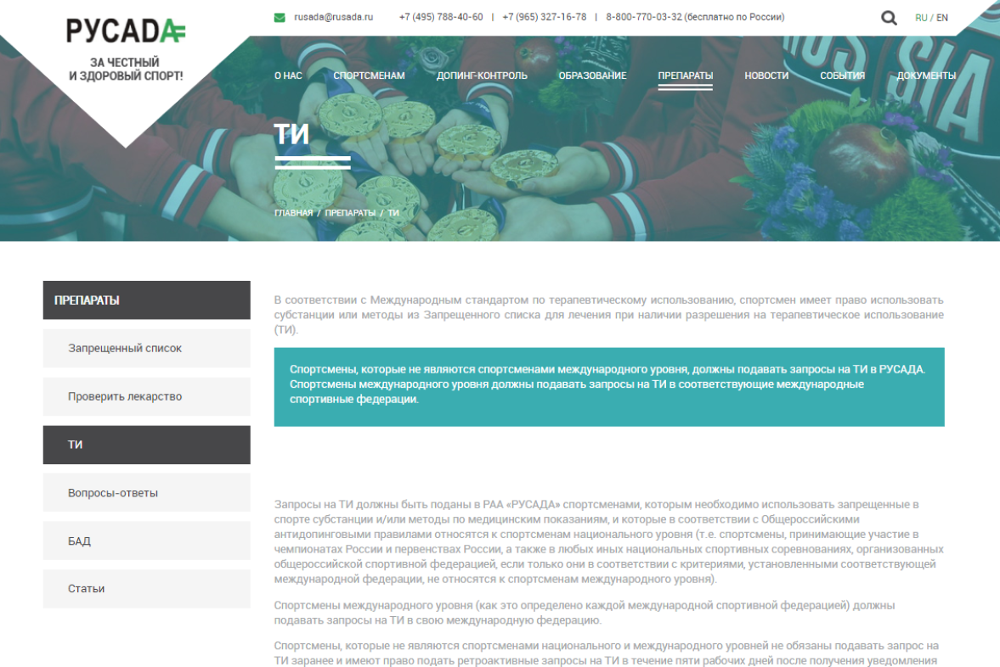 РУСАДА
ЗА ЧЕСТНЫЙ
И ЗДОРОВЫЙ СПОРТ!
rusada@rusada.ru +7 (495) 788-40-60 | +7 (965) 327-16-78 | 8-800-770-03-32 (бесплатно по России)
RU / EN
О НАС СПОРТСМЕНАМ ДОПИНГ-КОНТРОЛЬ ОБРАЗОВАНИЕ ПРЕПАРАТЫ НОВОСТИ СОБЫТИЯ ДОКУМЕНТЫ
ТИ
ГЛАВНАЯ / ПРЕПАРАТЫ / ТИ
ПРЕПАРАТЫ
Запрещенный список
Проверить лекарство
ТИ
Вопросы-ответы
БАД
Статьи
В соответствии с Международным стандартом по терапевтическому использованию, спортсмен имеет право использовать
субстанции или методы из Запрещенного списка для лечения при наличии разрешения на терапевтическое использование
(ТИ).
Спортсмены, которые не являются спортсменами международного уровня, должны подавать запросы на ТИ в РУСАДА.
Спортсмены международного уровня должны подавать запросы на ТИ в соответствующие международные
спортивные федерации.
Запросы на ТИ должны быть поданы в РАА «РУСАДА» спортсменами, которым необходимо использовать запрещенные в
спорте субстанции и/или методы по медицинским показаниям, и которые в соответствии с Общероссийскими
антидопинговыми правилами относятся к спортсменам национального уровня (т.е. спортсмены, принимающие участие в
чемпионатах России и первенствах России, а также в любых иных национальных спортивных соревнованиях, организованных
общероссийской спортивной федерацией, если только они в соответствии с критериями, установленными соответствующей
международной федерации, не относятся к спортсменам международного уровня).
Спортсмены международного уровня (как это определено каждой международной спортивной федерацией) должны
подавать запросы на ТИ в свою международную федерацию.
Спортсмены, которые не являются спортсменами национального и международного уровней не обязаны подавать запрос на
ТИ заранее и имеют право подать ретроактивные запросы на ТИ в течение пяти рабочих дней после получения уведомления